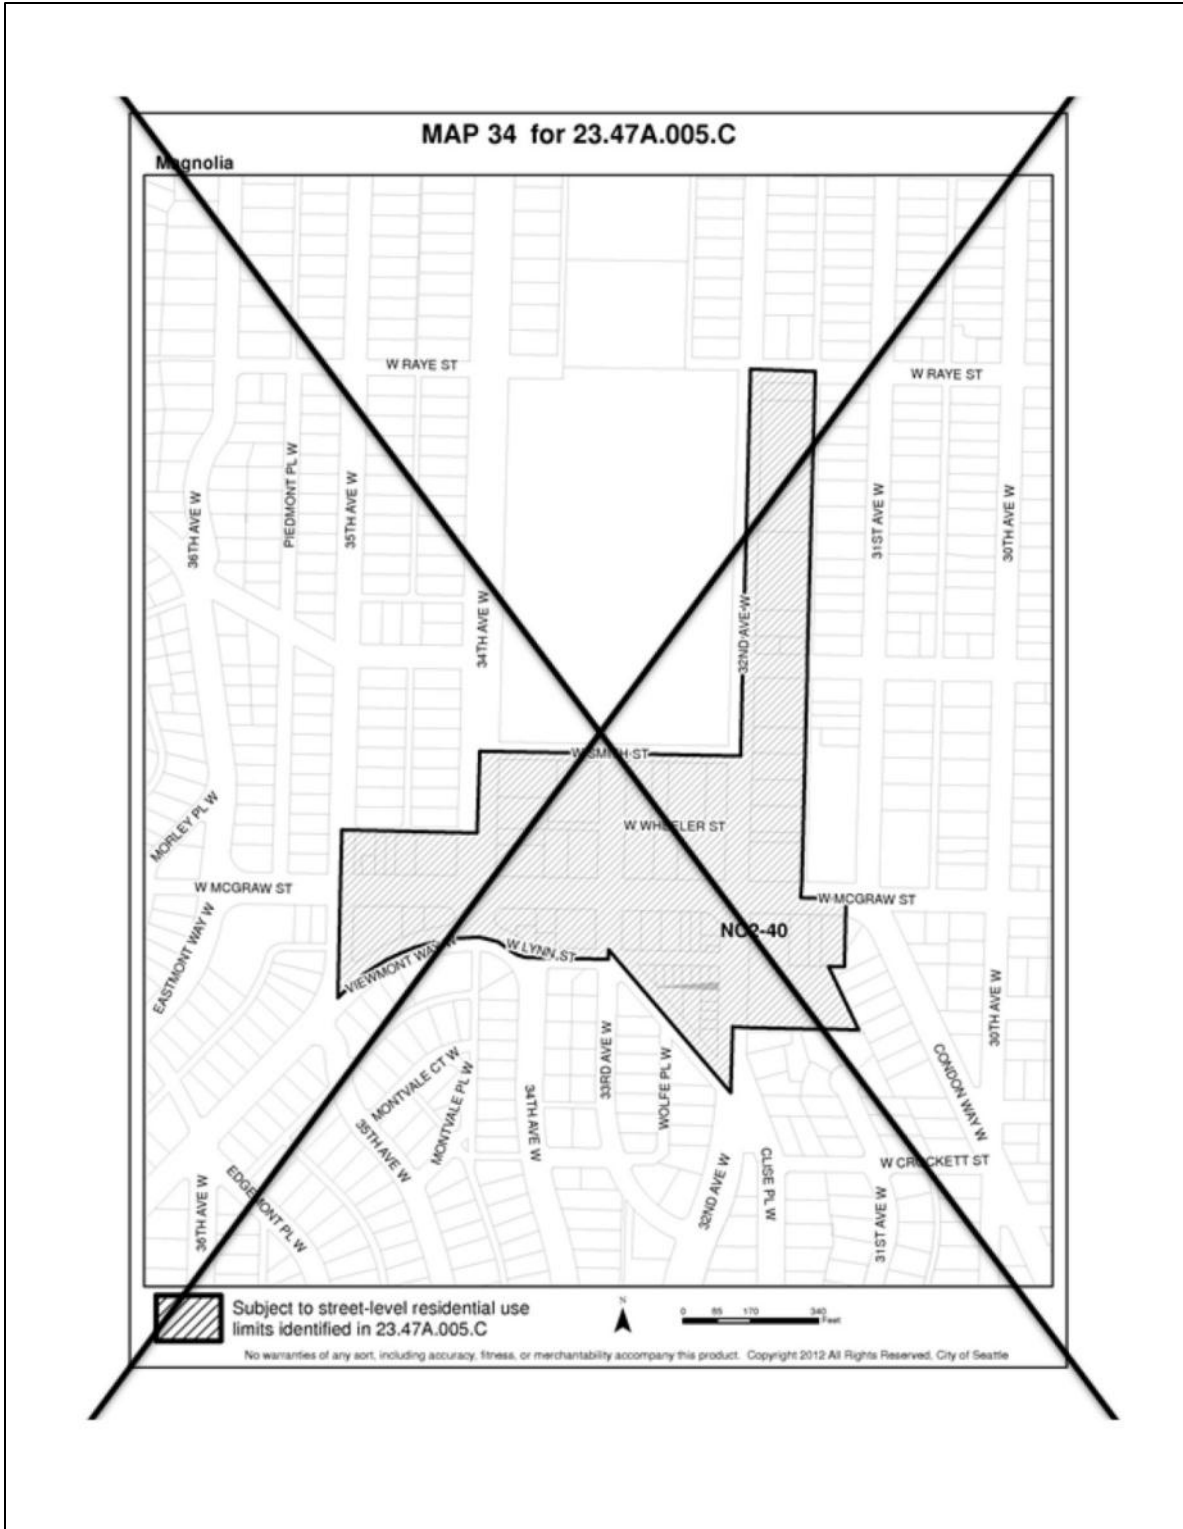 MAP 34 for 23.47A.005.C
Magnolia
W RAYE ST
W RAYE ST
36TH AVE W
PIEDMONT PL W
35TH AVE W
34TH AVE W
32ND AVE W
31ST AVE W
30TH AVE W
W SMITH ST
W WHEELER ST
MORLEY PL W
W MCGRAW ST
W MCGRAW ST
EASTMONT WAY W
NC2-40
VIEWMONT WAY W
W LYNN ST
30TH AVE W
MONTVALE CT W
MONTVALE PL W
35TH AVE W
34TH AVE W
33RD AVE W
WOLFE PL W
CONDON WAY W
W CROCKETT ST
36TH AVE W
EDGEMONT PL W
32ND AVE W
CLISE PL W
31ST AVE W
Subject to street-level residential use
limits identified in 23.47A.005.C
N
0 85 170 340
Feet
No warranties of any sort, including accuracy, fitness, or merchantability accompany this product. Copyright 2012 All Rights Reserved, City of Seattle